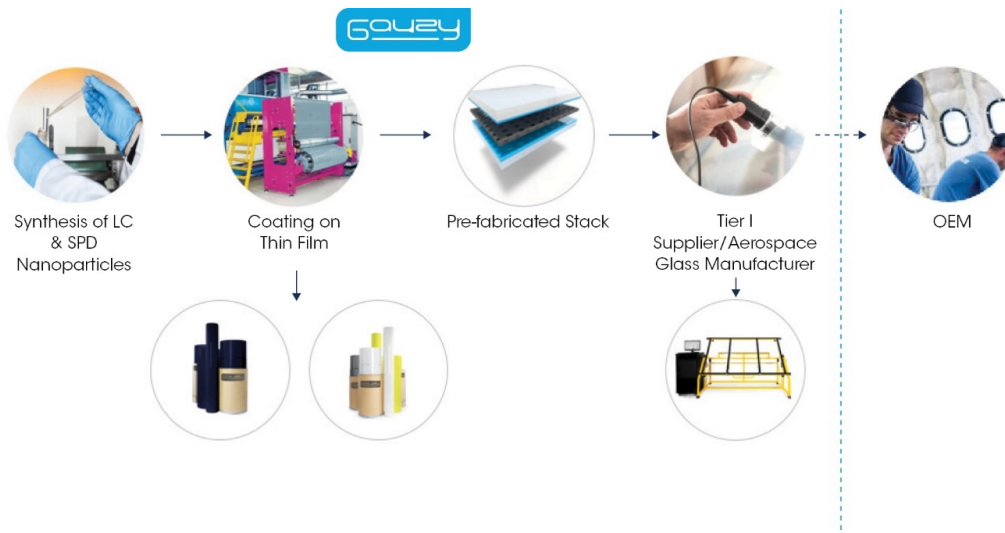 Gauzy
Synthesis of LC
& SPD
Nanoparticles
Coating on
Thin Film
Pre-fabricated Stack
Tier I
Supplier/Aerospace
Glass Manufacturer
OEM